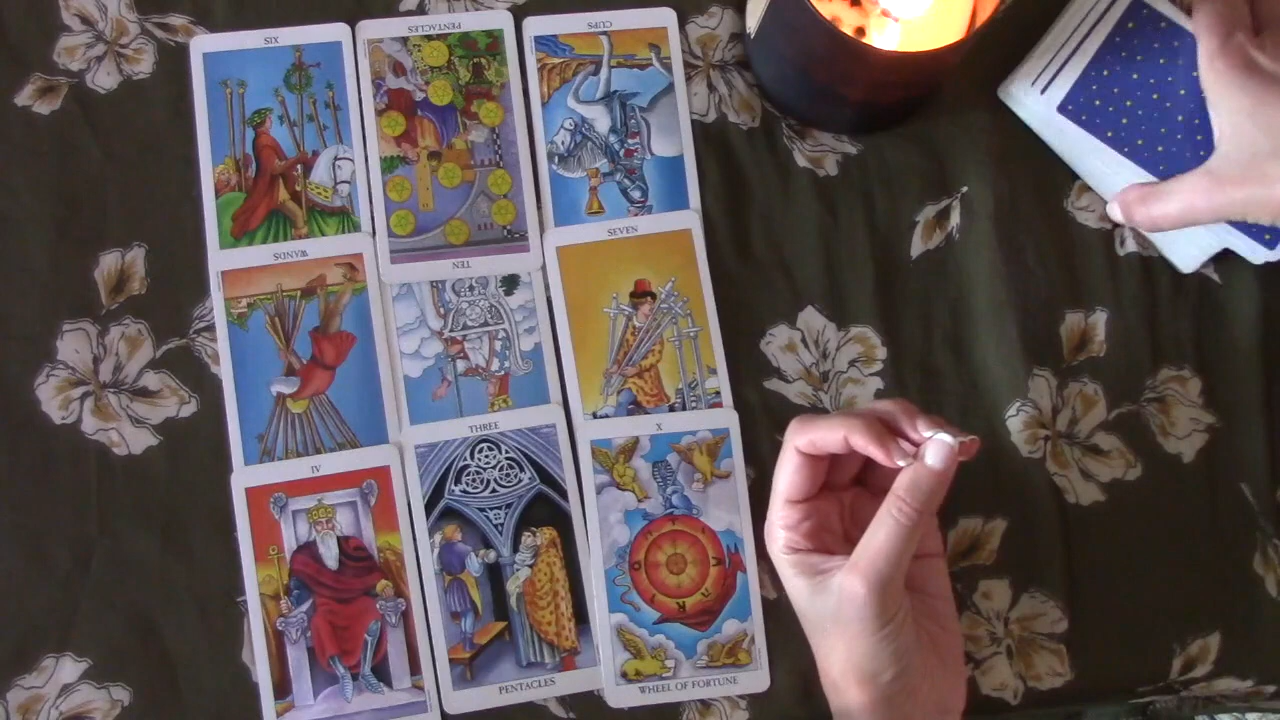 SIX
PENTACLES
CUPS
WANDS
TEN
SEVEN
IV
THREE
X
PENTACLES
WHEEL OF FORTUNE